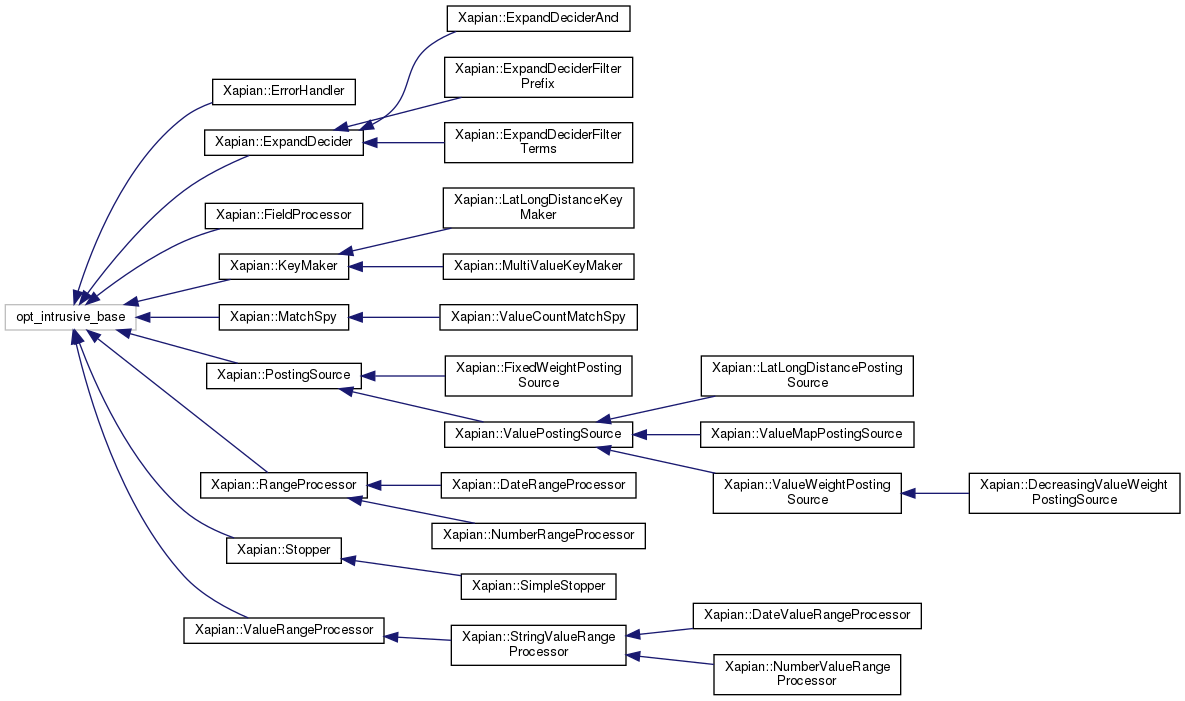 Xapian::ExpandDeciderAnd
Xapian::ExpandDeciderFilter
Prefix
Xapian::ErrorHandler
Xapian::ExpandDecider
Xapian::ExpandDeciderFilter
Terms
Xapian::LatLongDistanceKey
Maker
Xapian::FieldProcessor
Xapian::KeyMaker
Xapian::MultiValueKeyMaker
opt_intrusive_base
Xapian::MatchSpy
Xapian::ValueCountMatchSpy
Xapian::PostingSource
Xapian::FixedWeightPosting
Source
Xapian::LatLongDistancePosting
Source
Xapian::ValuePostingSource
Xapian::ValueMapPostingSource
Xapian::RangeProcessor
Xapian::DateRangeProcessor
Xapian::ValueWeightPosting
Source
Xapian::DecreasingValueWeight
PostingSource
Xapian::NumberRangeProcessor
Xapian::Stopper
Xapian::SimpleStopper
Xapian::ValueRangeProcessor
Xapian::StringValueRange
Processor
Xapian::DateValueRangeProcessor
Xapian::NumberValueRange
Processor